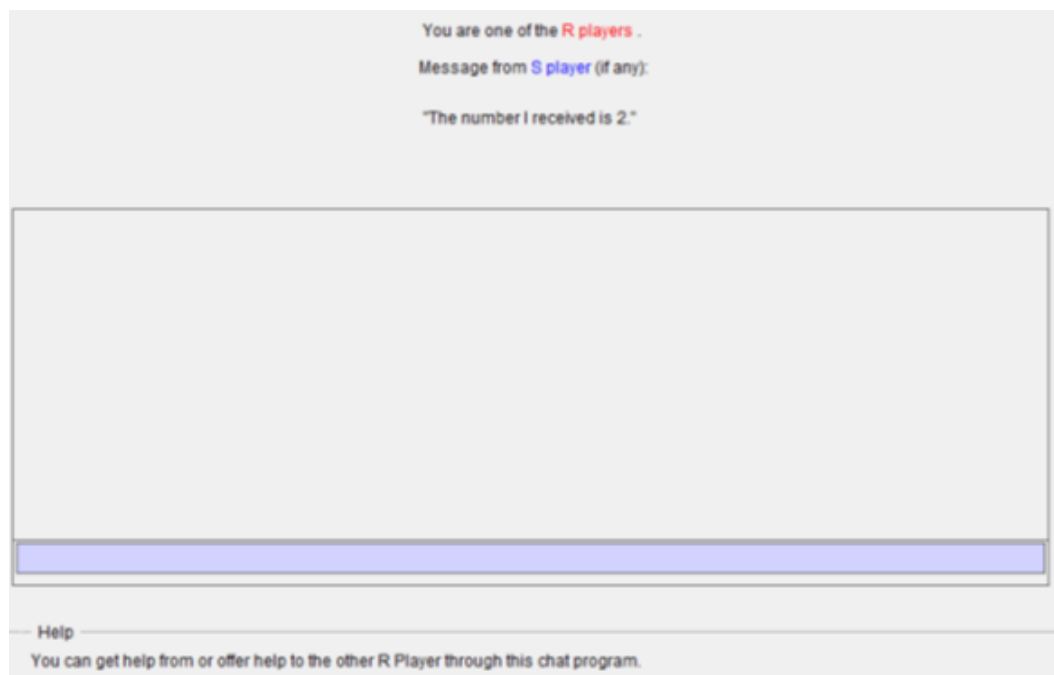 You are one of the R players .
Message from S player (if any):
"The number I received is 2."
Help
You can get help from or offer help to the other R Player through this chat program.